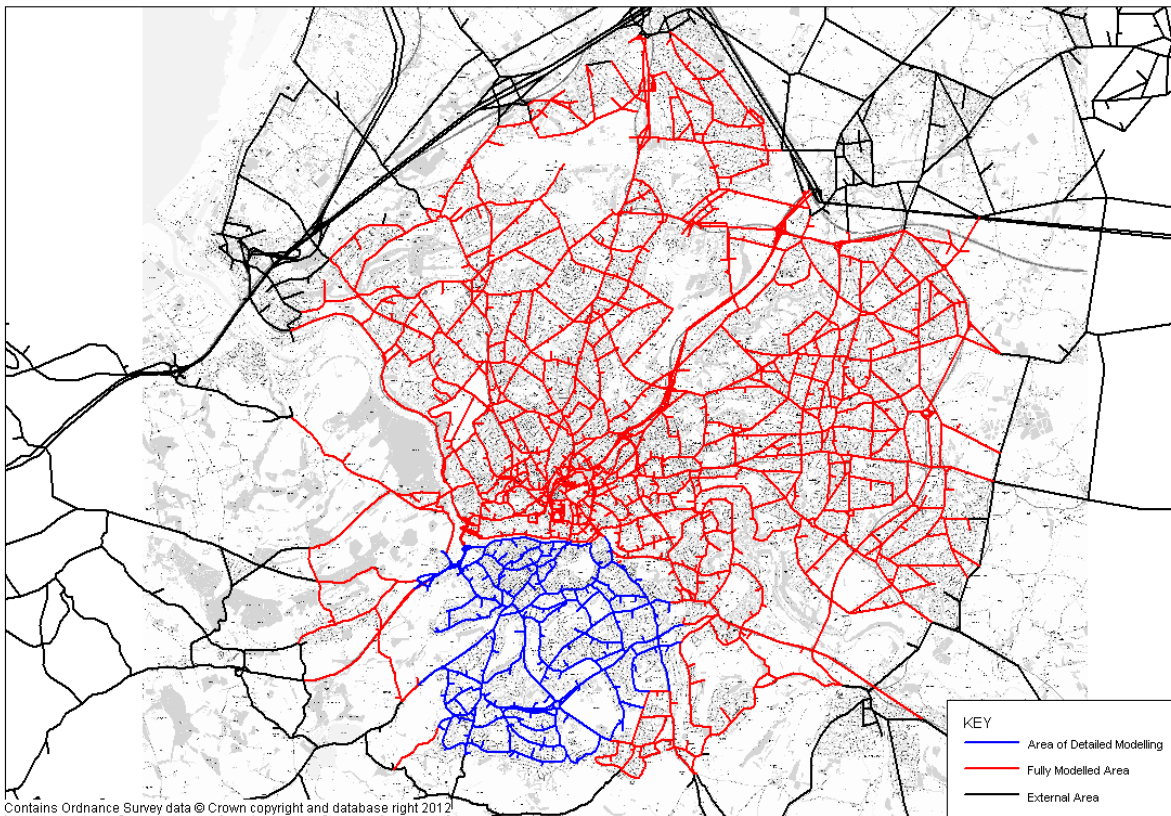 KEY
Area of Detailed Modelling
Fully Modelled Area
External Area
Contains Ordnance Survey data © Crown copyright and database right 2012